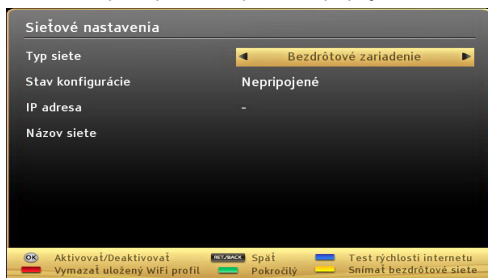 Sieťové nastavenia
Typ siete Bezdrôtové zariadenie
Stav konfigurácie Nepripojené
IP adresa -
Názov siete
OK Aktivovať/Deaktivovať RET/BACK Späť Test rýchlosti internetu
Vymazať uložený WiFi profil Pokročilý Snímať bezdrôtové siete